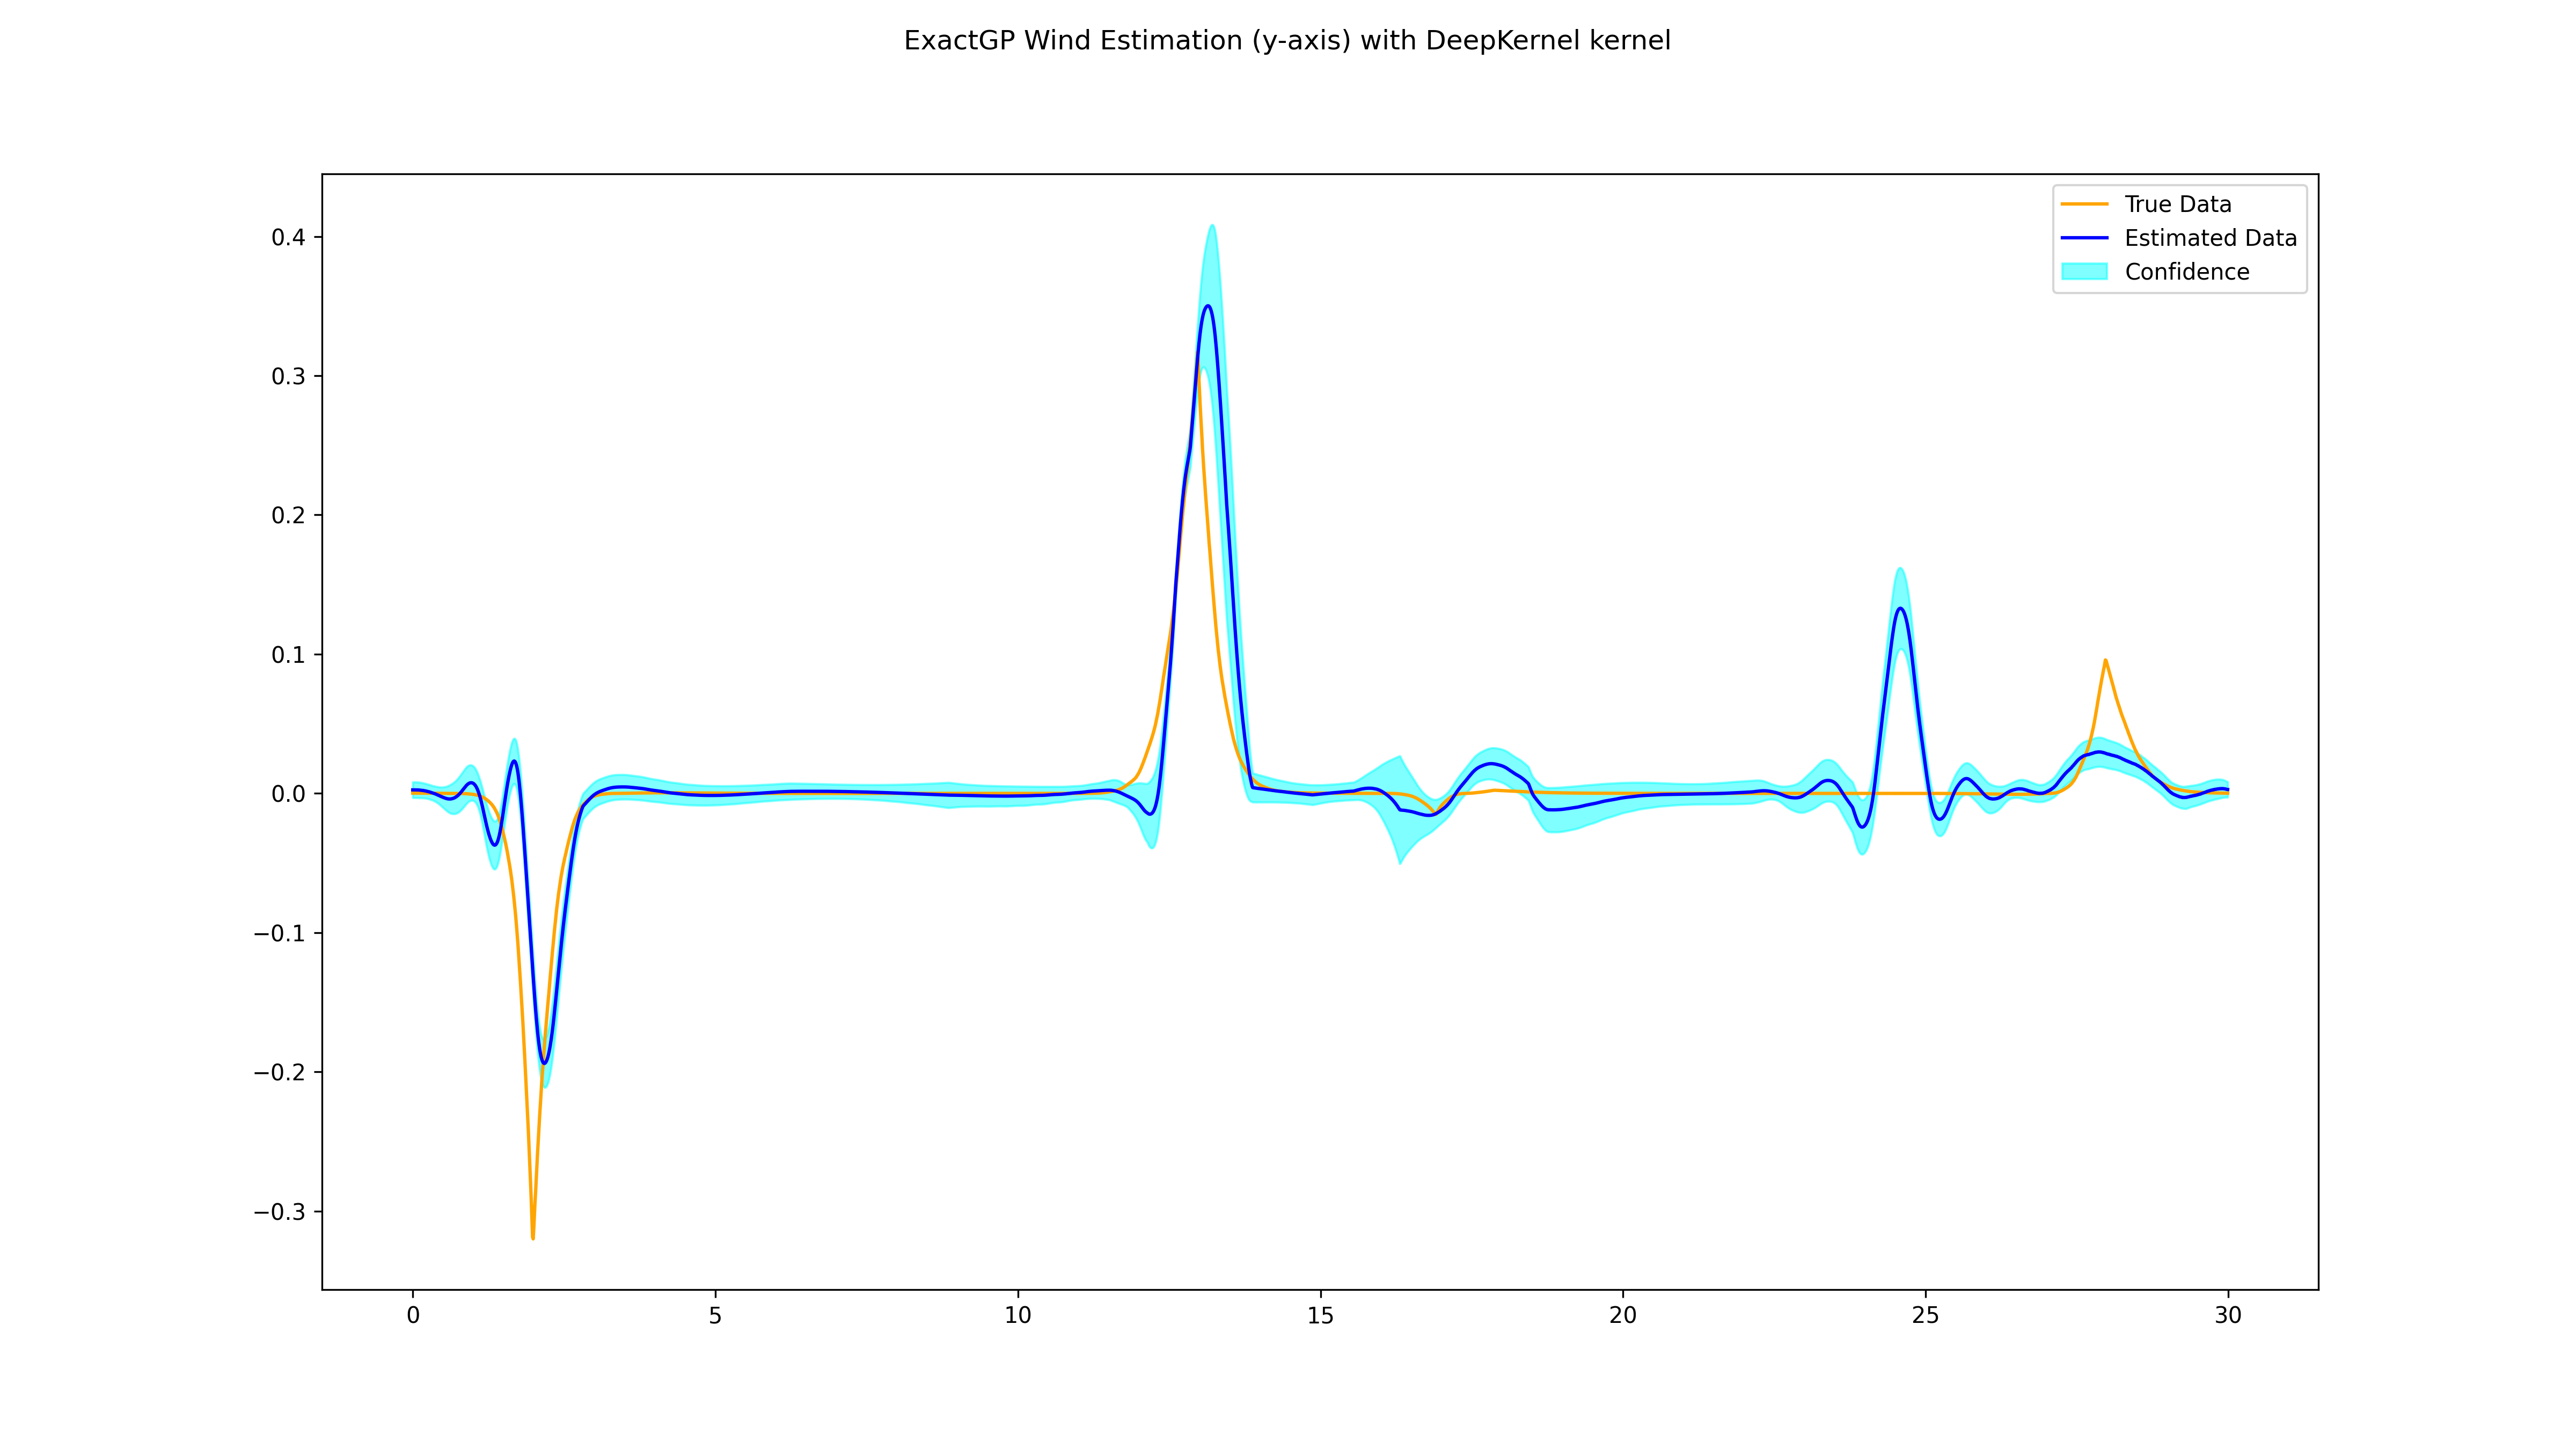 ExactGP Wind Estimation (y-axis) with DeepKernel kernel
True Data
Estimated Data
Confidence
0.4
0.3
0.2
0.1
0.0
−0.1
−0.2
−0.3
0 5 10 15 20 25 30